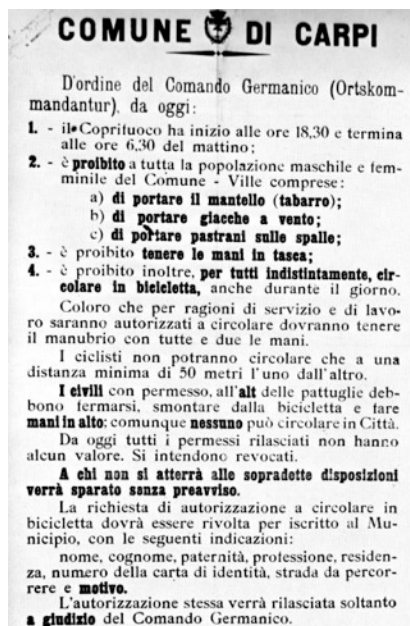 COMUNE DI CARPI
D'ordine del Comando Germanico (Ortskom-
mandantur), da oggi:
1. - il Coprifuoco ha inizio alle ore 18,30 e termina
alle ore 6,30 del mattino;
2. - è proibito a tutta la popolazione maschile e fem-
minile del Comune - Ville comprese:
a) di portare il mantello (tabarro);
b) di portare giacche a vento;
c) di portare pastrani sulle spalle;
3. - è proibito tenere le mani in tasca;
4. - è proibito inoltre, per tutti indistintamente, cir-
colare in bicicletta, anche durante il giorno.
Coloro che per ragioni di servizio e di lavo-
ro saranno autorizzati a circolare dovranno tenere
il manubrio con tutte e due le mani.
I ciclisti non potranno circolare che a una
distanza minima di 50 metri l'uno dall'altro.
I civili con permesso, all'alt delle pattuglie deb-
bono fermarsi, smontare dalla bicicletta e fare
mani in alto; comunque nessuno può circolare in Città.
Da oggi tutti i permessi rilasciati non hanno
alcun valore. Si intendono revocati.
A chi non si atterrà alle sopradette disposizioni
verrà sparato senza preavviso.
La richiesta di autorizzazione a circolare in
bicicletta dovrà essere rivolta per iscritto al Mu-
nicipio, con le seguenti indicazioni:
nome, cognome, paternità, professione, residen-
za, numero della carta di identità, strada da percor-
rere e motivo.
L'autorizzazione stessa verrà rilasciata soltanto
a giudizio del Comando Germanico.